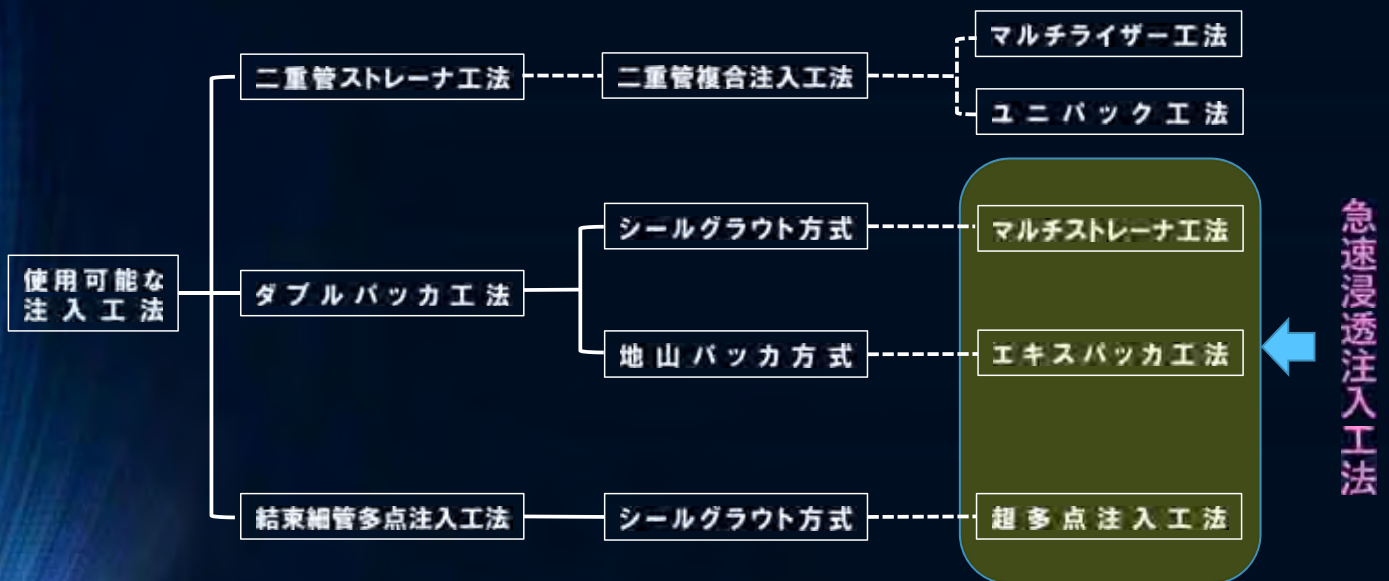 使用可能な
注入工法
二重管ストレーナ工法
二重管複合注入工法
マルチライザー工法
ユニパック工法
ダブルパッカ工法
シールグラウト方式
マルチストレーナ工法
地山パッカ方式
エキスパッカ工法
結束細管多点注入工法
シールグラウト方式
超多点注入工法
急速浸透注入工法